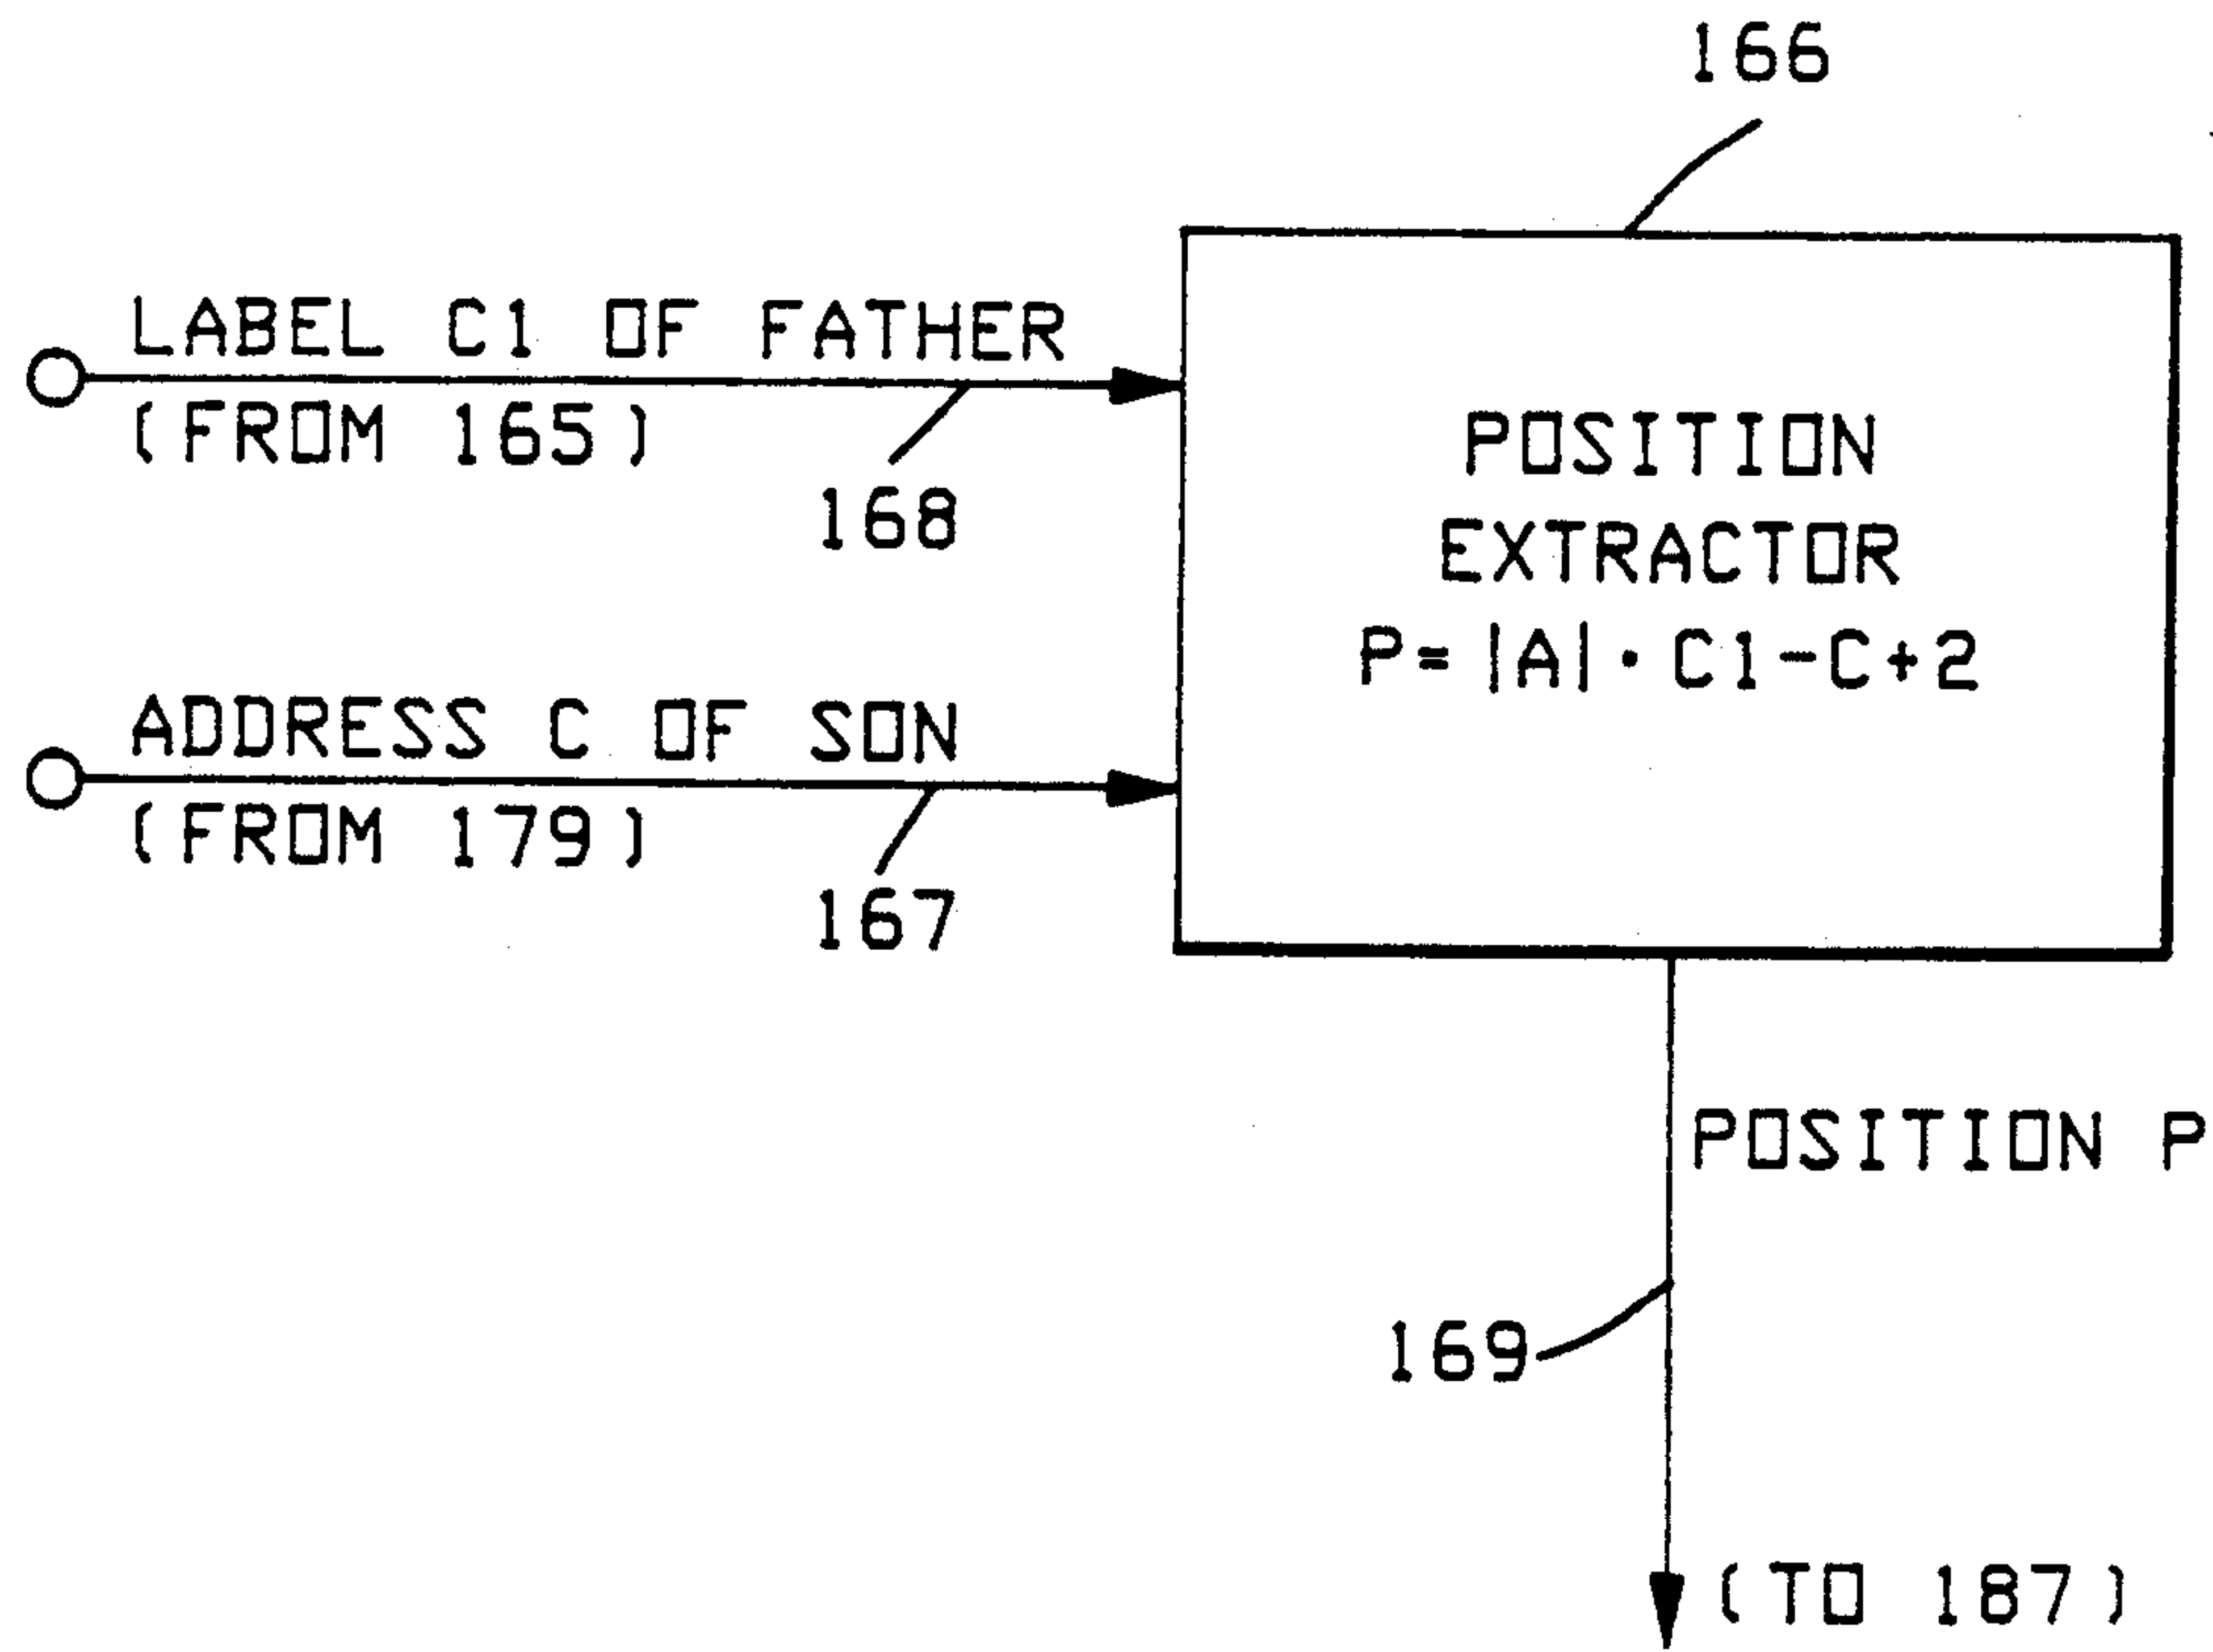 166
LABEL C1 OF FATHER
(FROM 165)
168
POSITION
EXTRACTOR
P= |A| • C1-C+2
ADDRESS C OF SON
(FROM 179)
167
POSITION P
169
(TO 187)